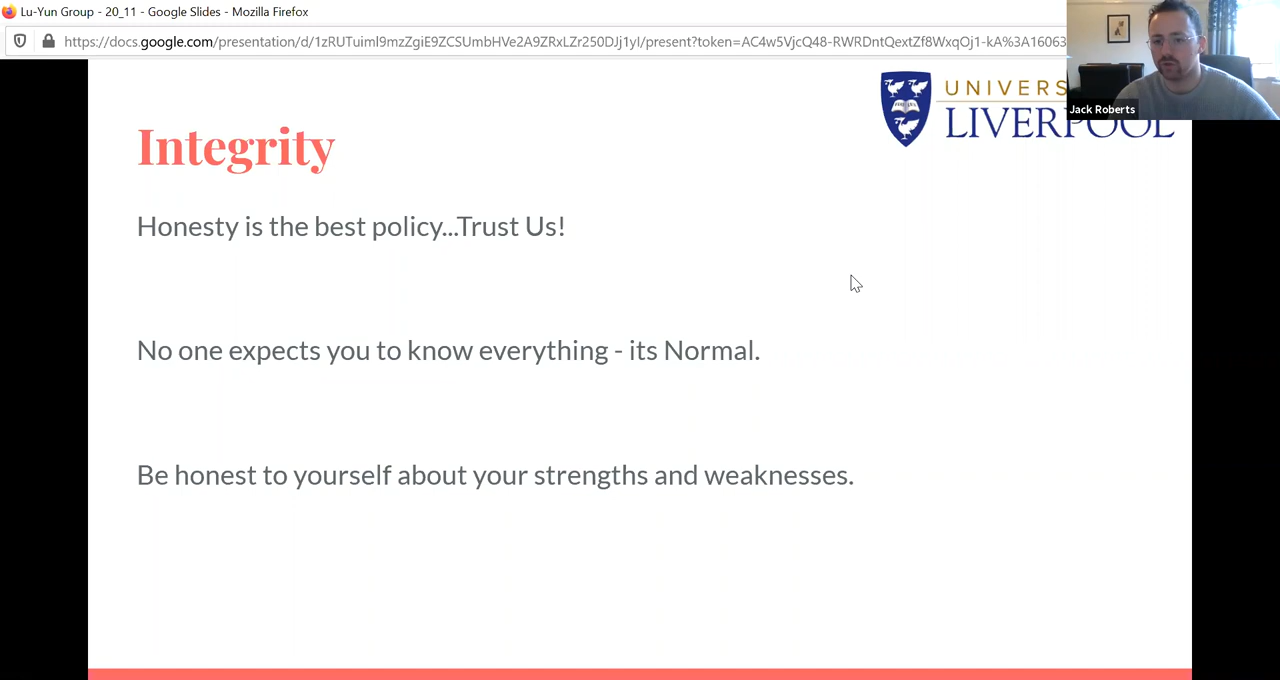 Lu-Yun Group - 20_11 - Google Slides - Mozilla Firefox
https://docs.google.com/presentation/d/1zRUTuimI9mzZgiE9ZCSUmbHVe2A9ZRxLZr250DJj1yI/present?token=AC4w5VjcQ48-RWRDntQextZf8WxqOj1-kA%3A16063
Jack Roberts
UNIVERS
LIVERPOOL
Integrity
Honesty is the best policy...Trust Us!
No one expects you to know everything - its Normal.
Be honest to yourself about your strengths and weaknesses.